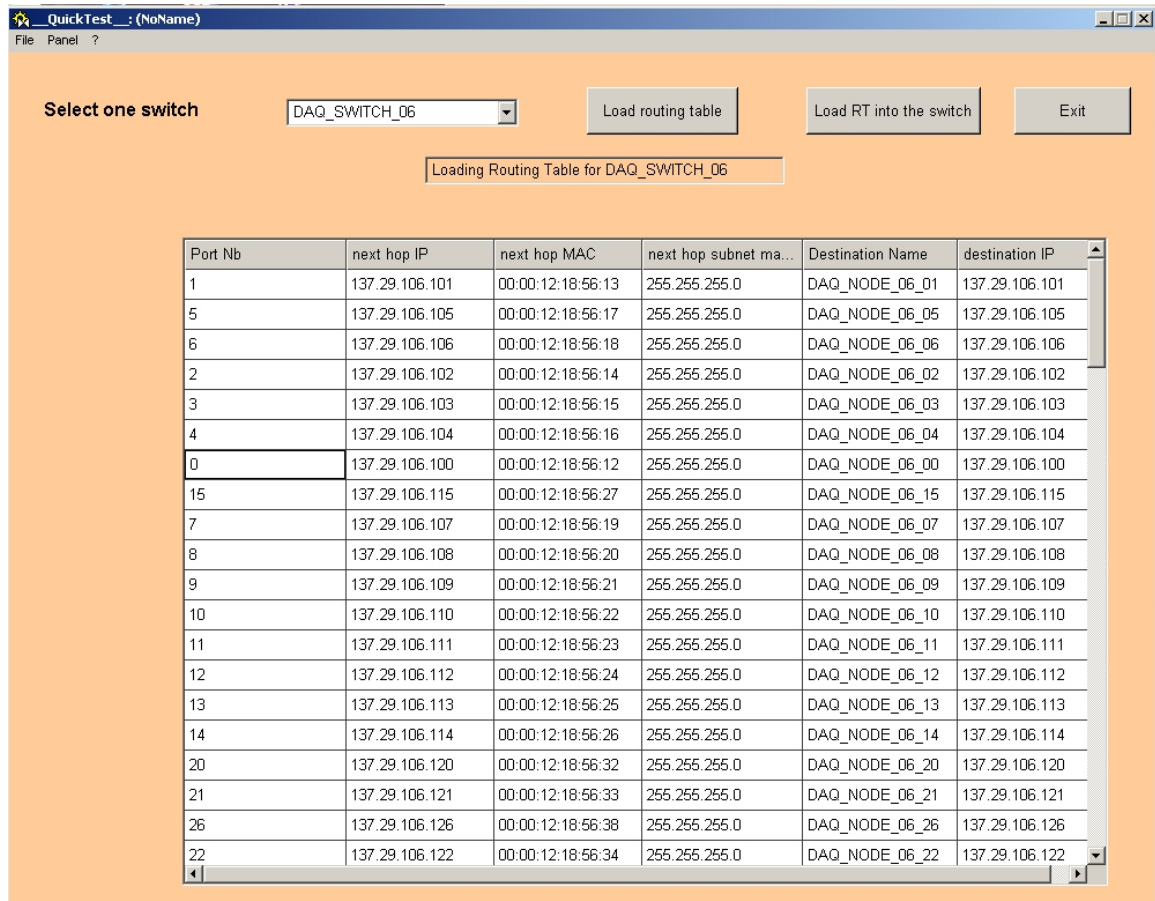 __QuickTest__: (NoName)
File Panel ?
Select one switch DAQ_SWITCH_06 Load routing table Load RT into the switch Exit
Loading Routing Table for DAQ_SWITCH_06
Port Nb next hop IP next hop MAC next hop subnet ma... Destination Name destination IP
1 137.29.106.101 00:00:12:18:56:13 255.255.255.0 DAQ_NODE_06_01 137.29.106.101
5 137.29.106.105 00:00:12:18:56:17 255.255.255.0 DAQ_NODE_06_05 137.29.106.105
6 137.29.106.106 00:00:12:18:56:18 255.255.255.0 DAQ_NODE_06_06 137.29.106.106
2 137.29.106.102 00:00:12:18:56:14 255.255.255.0 DAQ_NODE_06_02 137.29.106.102
3 137.29.106.103 00:00:12:18:56:15 255.255.255.0 DAQ_NODE_06_03 137.29.106.103
4 137.29.106.104 00:00:12:18:56:16 255.255.255.0 DAQ_NODE_06_04 137.29.106.104
0 137.29.106.100 00:00:12:18:56:12 255.255.255.0 DAQ_NODE_06_00 137.29.106.100
15 137.29.106.115 00:00:12:18:56:27 255.255.255.0 DAQ_NODE_06_15 137.29.106.115
7 137.29.106.107 00:00:12:18:56:19 255.255.255.0 DAQ_NODE_06_07 137.29.106.107
8 137.29.106.108 00:00:12:18:56:20 255.255.255.0 DAQ_NODE_06_08 137.29.106.108
9 137.29.106.109 00:00:12:18:56:21 255.255.255.0 DAQ_NODE_06_09 137.29.106.109
10 137.29.106.110 00:00:12:18:56:22 255.255.255.0 DAQ_NODE_06_10 137.29.106.110
11 137.29.106.111 00:00:12:18:56:23 255.255.255.0 DAQ_NODE_06_11 137.29.106.111
12 137.29.106.112 00:00:12:18:56:24 255.255.255.0 DAQ_NODE_06_12 137.29.106.112
13 137.29.106.113 00:00:12:18:56:25 255.255.255.0 DAQ_NODE_06_13 137.29.106.113
14 137.29.106.114 00:00:12:18:56:26 255.255.255.0 DAQ_NODE_06_14 137.29.106.114
20 137.29.106.120 00:00:12:18:56:32 255.255.255.0 DAQ_NODE_06_20 137.29.106.120
21 137.29.106.121 00:00:12:18:56:33 255.255.255.0 DAQ_NODE_06_21 137.29.106.121
26 137.29.106.126 00:00:12:18:56:38 255.255.255.0 DAQ_NODE_06_26 137.29.106.126
22 137.29.106.122 00:00:12:18:56:34 255.255.255.0 DAQ_NODE_06_22 137.29.106.122